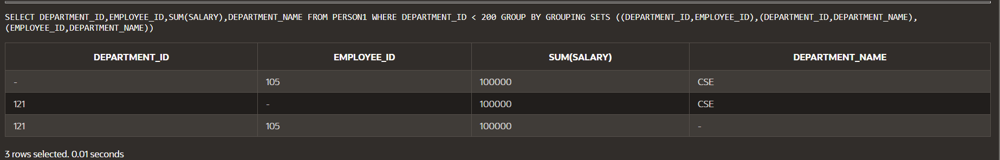 SELECT DEPARTMENT_ID,EMPLOYEE_ID,SUM(SALARY),DEPARTMENT_NAME FROM PERSON1 WHERE DEPARTMENT_ID < 200 GROUP BY GROUPING SETS ((DEPARTMENT_ID,EMPLOYEE_ID),(DEPARTMENT_ID,DEPARTMENT_NAME),
(EMPLOYEE_ID,DEPARTMENT_NAME))
DEPARTMENT_ID EMPLOYEE_ID SUM(SALARY) DEPARTMENT_NAME
- 105 100000 CSE
121 - 100000 CSE
121 105 100000 -
3 rows selected. 0.01 seconds